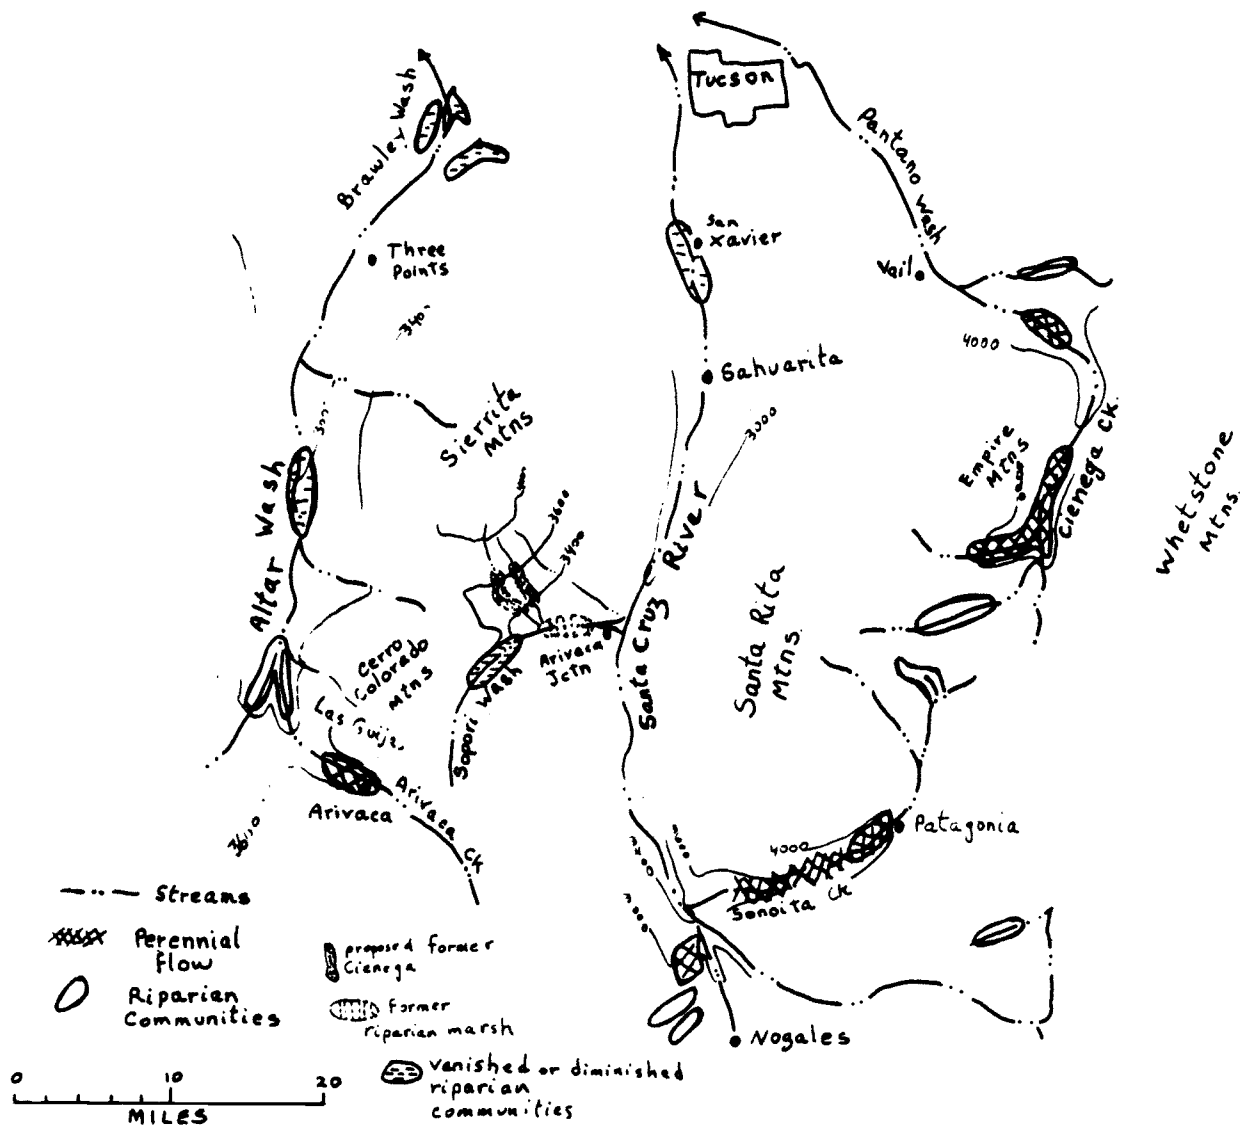 Tucson
Brawley Wash
Pantano Wash
Three
Points
San
Xavier
Vail
340
4000
Sahuarita
3000
Sierrita
Mtns
Empire
Mtns
Cienega Ck.
Whetstone
Mtns.
Altar Wash
3600
3400
Santa Cruz River
Santa Rita
Mtns.
Cerro
Colorado
Mtns
Arivaca
Jctn
Sopori Wash
Las Guijas
Arivaca
Arivaca Ck
4000
Patagonia
Sonoita Ck
Nogales
Streams
Perennial
Flow
Riparian
Communities
proposed former
Cienega
former
riparian marsh
vanished or diminished
riparian
communities
0 10 20
MILES